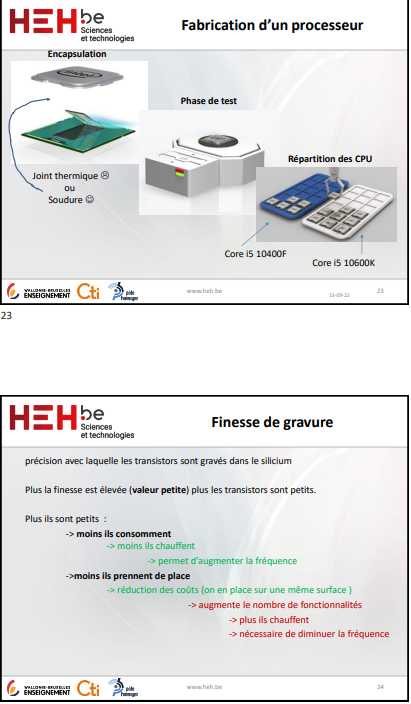 HEH.be
Sciences
et technologies
Fabrication d’un processeur
Encapsulation
intel
Phase de test
Joint thermique ☹
ou
Soudure ☺
Répartition des CPU
Core i5 10400F
Core i5 10600K
WALLONIE-BRUXELLES
ENSEIGNEMENT
Cti
pôle
hainuyer
www.heh.be
13-09-22
23
23
HEH.be
Sciences
et technologies
Finesse de gravure
précision avec laquelle les transistors sont gravés dans le silicium
Plus la finesse est élevée (valeur petite) plus les transistors sont petits.
Plus ils sont petits :
-> moins ils consomment
-> moins ils chauffent
-> permet d’augmenter la fréquence
->moins ils prennent de place
-> réduction des coûts (on en place sur une même surface )
-> augmente le nombre de fonctionnalités
-> plus ils chauffent
-> nécessaire de diminuer la fréquence
WALLONIE-BRUXELLES
ENSEIGNEMENT
Cti
pôle
hainuyer
www.heh.be
24